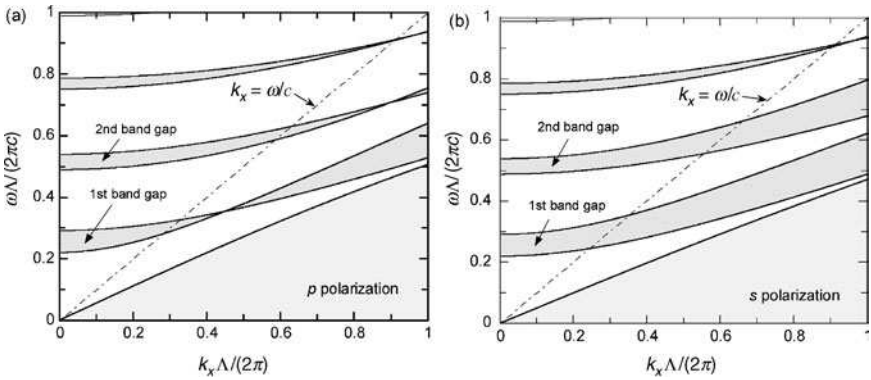 (a)
1
0.8
0.6
0.4
0.2
0
ωΛ/(2πc)
kx = ω/c
2nd band gap
1st band gap
p polarization
0
0.2
0.4
0.6
0.8
1
kxΛ/(2π)
(b)
1
0.8
0.6
0.4
0.2
0
ωΛ/(2πc)
kx = ω/c
2nd band gap
1st band gap
s polarization
0
0.2
0.4
0.6
0.8
1
kxΛ/(2π)